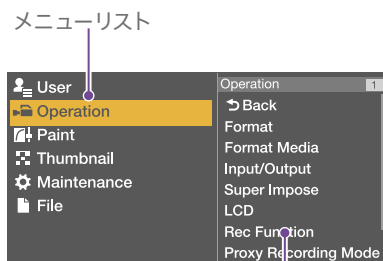 メニューリスト
User
Operation
Paint
Thumbnail
Maintenance
File
Operation 1
Back
Format
Format Media
Input/Output
Super Impose
LCD
Rec Function
Proxy Recording Mode